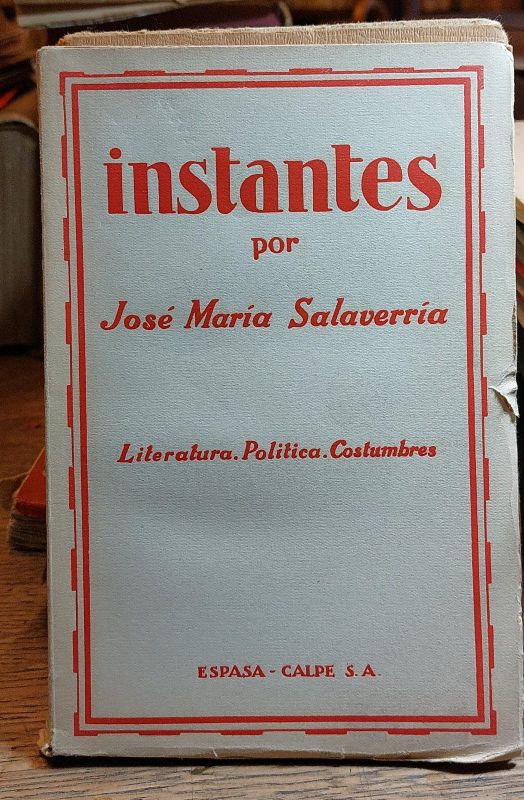 instantes
por
José María Salaverría
Literatura. Politica. Costumbres
ESPASA - CALPE S. A.